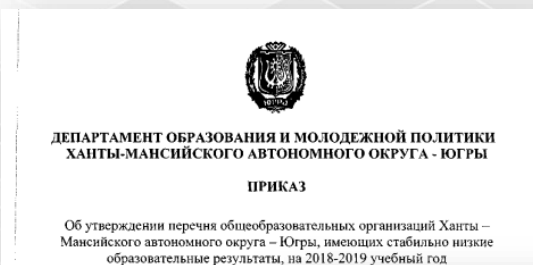 ЮГРА
ДЕПАРТАМЕНТ ОБРАЗОВАНИЯ И МОЛОДЕЖНОЙ ПОЛИТИКИ
ХАНТЫ-МАНСИЙСКОГО АВТОНОМНОГО ОКРУГА - ЮГРЫ
ПРИКАЗ
Об утверждении перечня общеобразовательных организаций Ханты –
Мансийского автономного округа – Югры, имеющих стабильно низкие
образовательные результаты, на 2018-2019 учебный год